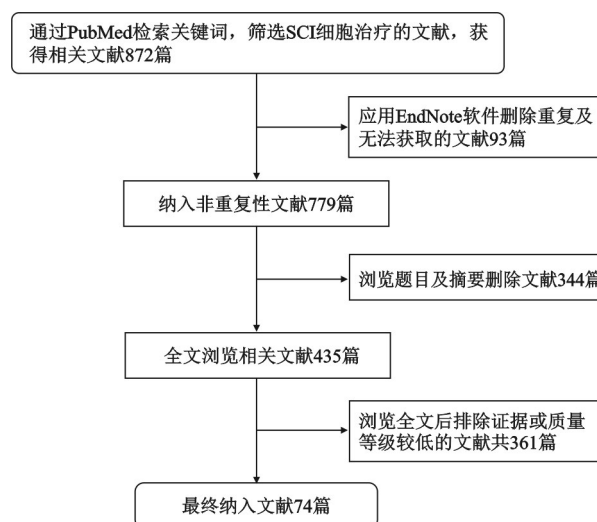 通过PubMed检索关键词，筛选SCI细胞治疗的文献，获
得相关文献872篇
应用EndNote软件删除重复及
无法获取的文献93篇
纳入非重复性文献779篇
浏览题目及摘要删除文献344篇
全文浏览相关文献435篇
浏览全文后排除证据或质量
等级较低的文献共361篇
最终纳入文献74篇